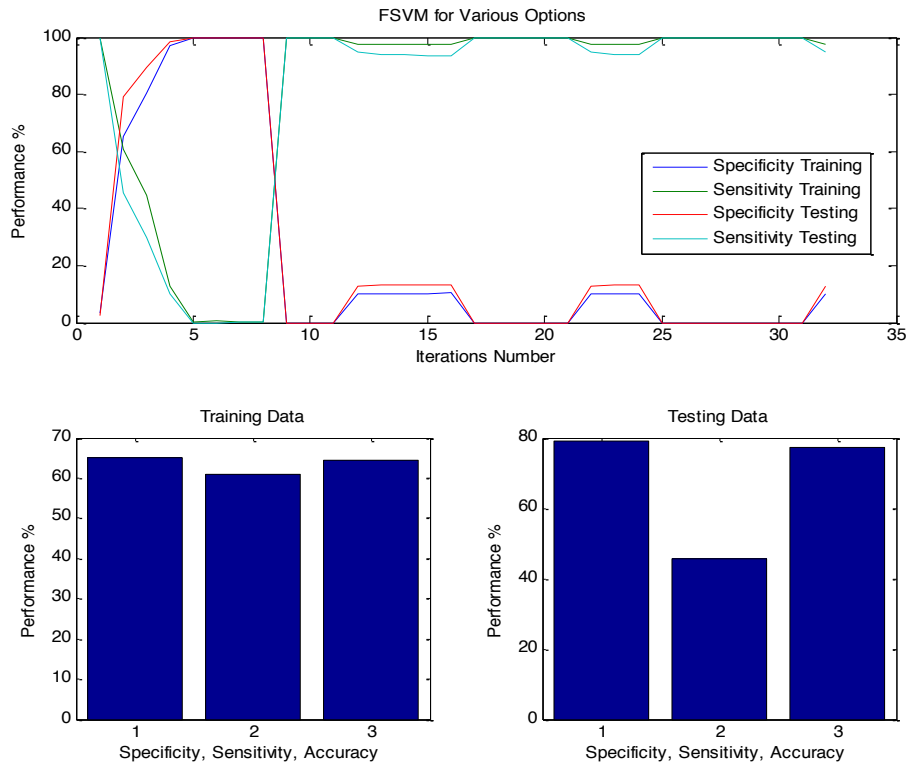 FSVM for Various Options
100
80
60
40
20
0
Performance %
Specificity Training
Sensitivity Training
Specificity Testing
Sensitivity Testing
0 5 10 15 20 25 30 35
Iterations Number
Training Data
70
60
50
40
30
20
10
0
Performance %
1 2 3
Specificity, Sensitivity, Accuracy
Testing Data
80
60
40
20
0
Performance %
1 2 3
Specificity, Sensitivity, Accuracy